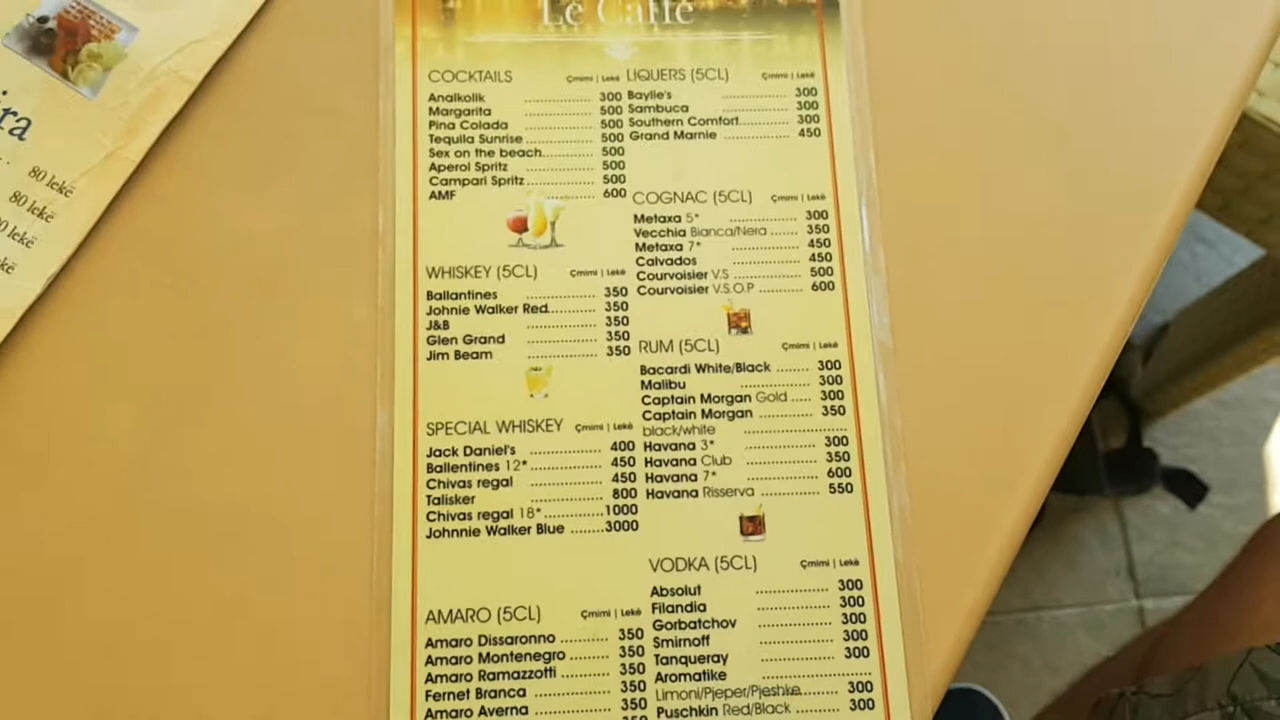 ira
80 lekë
80 lekë
lekë
kë
Le Caffe
COCKTAILS Çmimi | Lekë
Analkolik 300
Margarita 500
Pina Colada 500
Tequila Sunrise 500
Sex on the beach 500
Aperol Spritz 500
Campari Spritz 500
AMF 600
WHISKEY (5CL) Çmimi | Lekë
Ballantines 350
Johnie Walker Red 350
J&B 350
Glen Grand 350
Jim Beam 350
SPECIAL WHISKEY Çmimi | Lekë
Jack Daniel's 400
Ballentines 12* 450
Chivas regal 450
Talisker 800
Chivas regal 18* 1000
Johnnie Walker Blue 3000
AMARO (5CL) Çmimi | Lekë
Amaro Dissaronno 350
Amaro Montenegro 350
Amaro Ramazzotti 350
Fernet Branca 350
Amaro Averna 350
LIQUERS (5CL) Çmimi | Lekë
Baylie's 300
Sambuca 300
Southern Comfort 300
Grand Marnie 450
COGNAC (5CL) Çmimi | Lekë
Metaxa 5* 300
Vecchia Bianca/Nera 350
Metaxa 7* 450
Calvados 450
Courvoisier V.S 500
Courvoisier V.S.O.P 600
RUM (5CL) Çmimi | Lekë
Bacardi White/Black 300
Malibu 300
Captain Morgan Gold 300
Captain Morgan 350
black/white
Havana 3* 300
Havana Club 350
Havana 7* 600
Havana Risserva 550
VODKA (5CL) Çmimi | Lekë
Absolut 300
Filandia 300
Gorbatchov 300
Smirnoff 300
Tanqueray 300
Aromatike
Limoni/Pjeper/Pjeshke 300
Puschkin Red/Black 300